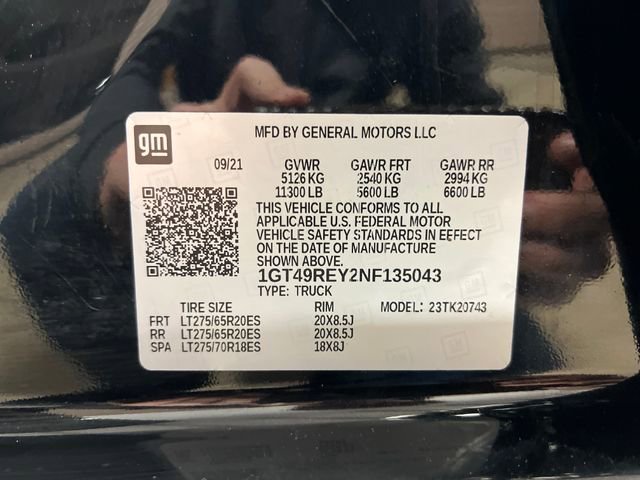 gm
MFD BY GENERAL MOTORS LLC
09/21 GVWR GAWR FRT GAWR RR
5126 KG 2540 KG 2994 KG
11300 LB 5600 LB 6600 LB
THIS VEHICLE CONFORMS TO ALL
APPLICABLE U.S. FEDERAL MOTOR
VEHICLE SAFETY STANDARDS IN EFFECT
ON THE DATE OF MANUFACTURE
SHOWN ABOVE.
1GT49REY2NF135043
TYPE: TRUCK
TIRE SIZE RIM MODEL: 23TK20743
FRT LT275/65R20ES 20X8.5J
RR LT275/65R20ES 20X8.5J
SPA LT275/70R18ES 18X8J